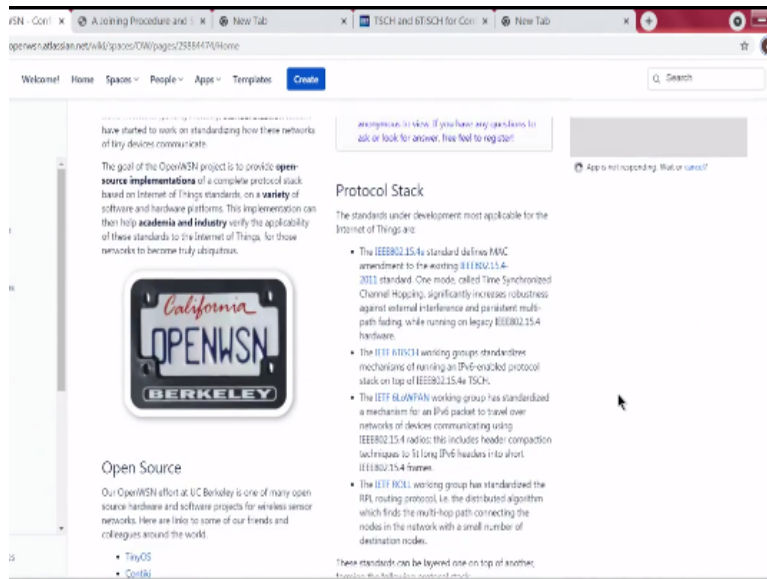 WSN - Conf
A Joining Procedure and S
New Tab
TSCH and 6TiSCH for Con
New Tab
openwsn.atlassian.net/wiki/spaces/OW/pages/29884474/Home
Welcome! Home Spaces People Apps Templates Create Search
have started to work on standardizing how these networks
of tiny devices communicate.
The goal of the OpenWSN project is to provide open-
source implementations of a complete protocol stack
based on Internet of Things standards, on a variety of
software and hardware platforms. This implementation can
then help academia and industry verify the applicability
of these standards to the Internet of Things, for those
networks to become truly ubiquitous.
California
OPENWSN
BERKELEY
Open Source
Our OpenWSN effort at UC Berkeley is one of many open
source hardware and software projects for wireless sensor
networks. Here are links to some of our friends and
colleagues around the world.
TinyOS
Contiki
anonymous to view. If you have any questions to
ask or look for answer, free feel to register!
Protocol Stack
The standards under development most applicable for the
Internet of Things are:
The IEEE802.15.4e standard defines MAC
amendment to the existing IEEE802.15.4-
2011 standard. One mode, called Time Synchronized
Channel Hopping, significantly increases robustness
against external interference and persistent multi-
path fading, while running on legacy IEEE802.15.4
hardware.
The IETF 6TiSCH working groups standardizes
mechanisms of running an IPv6-enabled protocol
stack on top of IEEE802.15.4e TSCH.
The IETF 6LoWPAN working group has standardized
a mechanism for an IPv6 packet to travel over
networks of devices communicating using
IEEE802.15.4 radios; this includes header compaction
techniques to fit long IPv6 headers into short
IEEE802.15.4 frames.
The IETF ROLL working group has standardized the
RPL routing protocol, i.e. the distributed algorithm
which finds the multi-hop path connecting the
nodes in the network with a small number of
destination nodes.
These standards can be layered one on top of another,
forming the following protocol stack:
App is not responding. Wait or cancel?